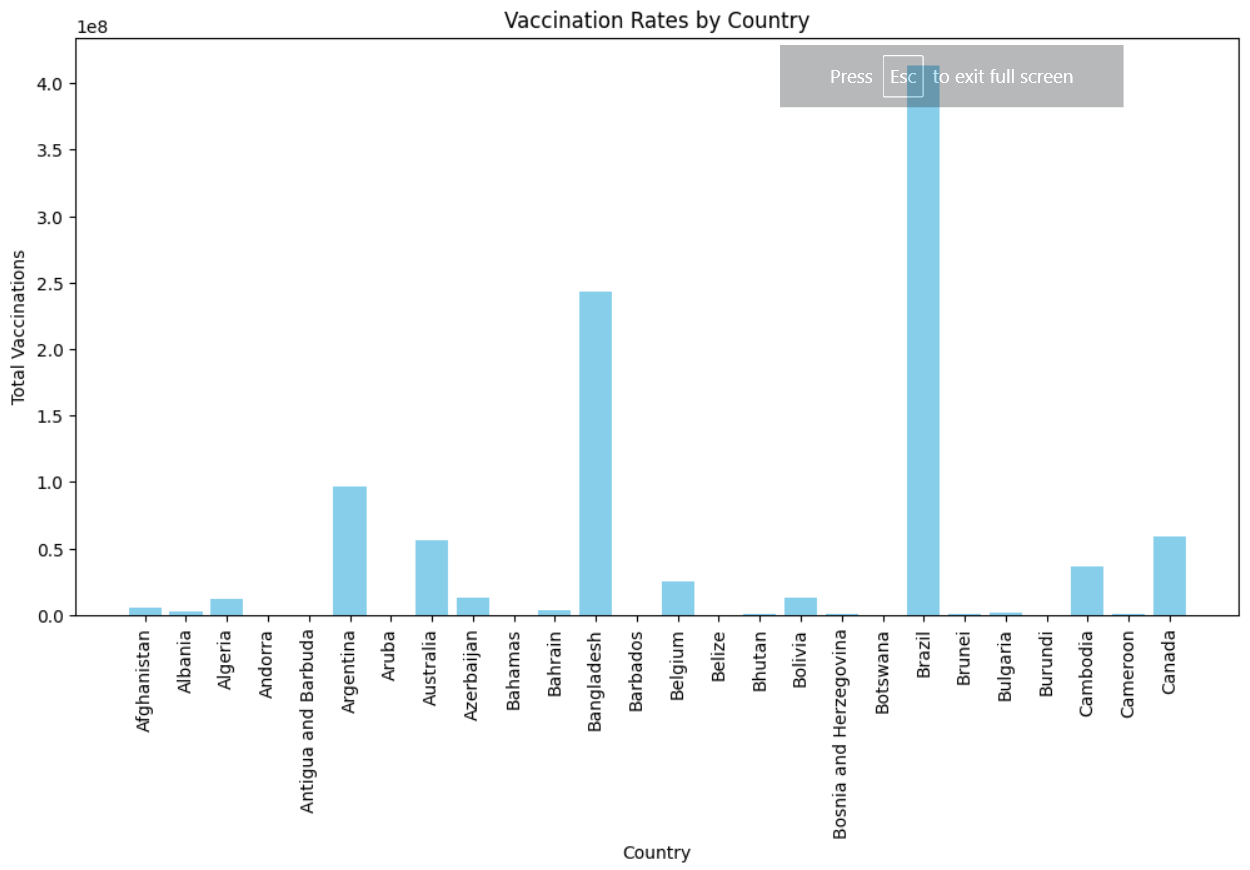 Vaccination Rates by Country
1e8
Press Esc to exit full screen
4.0
3.5
3.0
2.5
2.0
1.5
1.0
0.5
0.0
Total Vaccinations
Afghanistan
Albania
Algeria
Andorra
Antigua and Barbuda
Argentina
Aruba
Australia
Azerbaijan
Bahamas
Bahrain
Bangladesh
Barbados
Belgium
Belize
Bhutan
Bolivia
Bosnia and Herzegovina
Botswana
Brazil
Brunei
Bulgaria
Burundi
Cambodia
Cameroon
Canada
Country